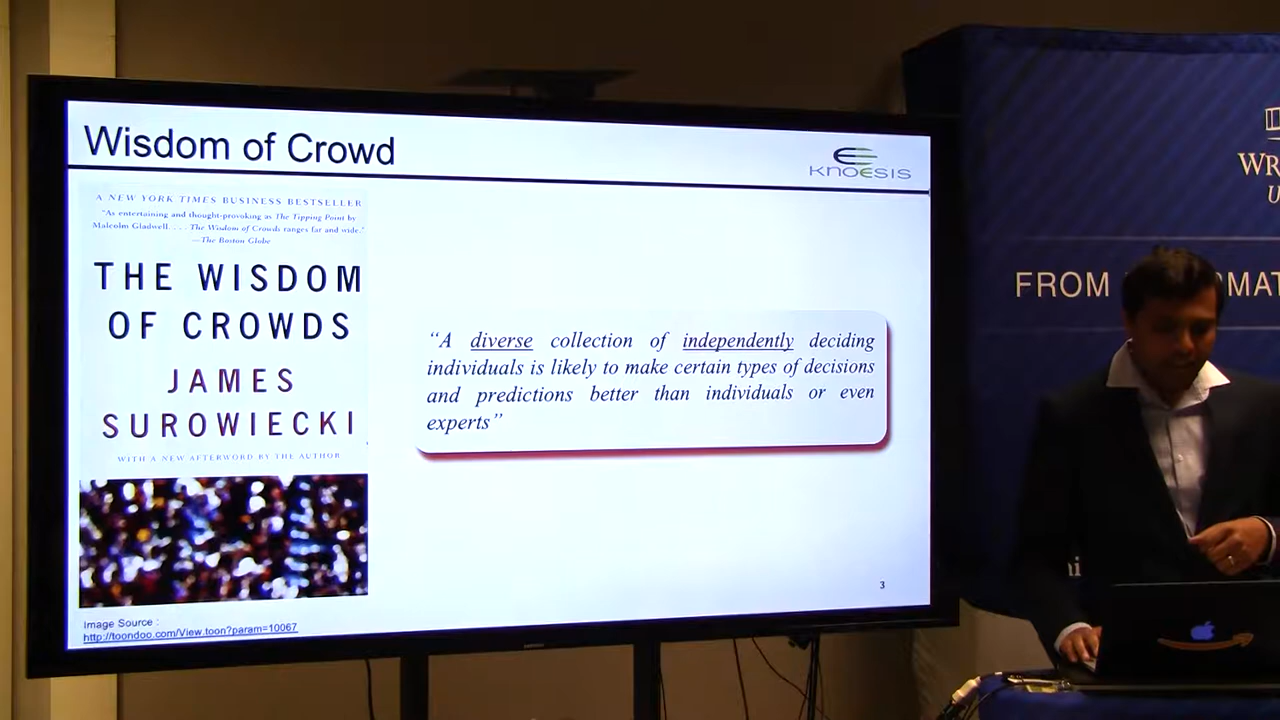 Wisdom of Crowd
KNOESIS
A NEW YORK TIMES BUSINESS BESTSELLER
"As entertaining and thought-provoking as The Tipping Point by
Malcolm Gladwell. . . . The Wisdom of Crowds ranges far and wide."
—The Boston Globe
THE WISDOM
OF CROWDS
JAMES
SUROWIECKI
WITH A NEW AFTERWORD BY THE AUTHOR
“A diverse collection of independently deciding
individuals is likely to make certain types of decisions
and predictions better than individuals or even
experts”
3
Image Source :
http://toondoo.com/View.toon?param=10067
WR
U
FROM